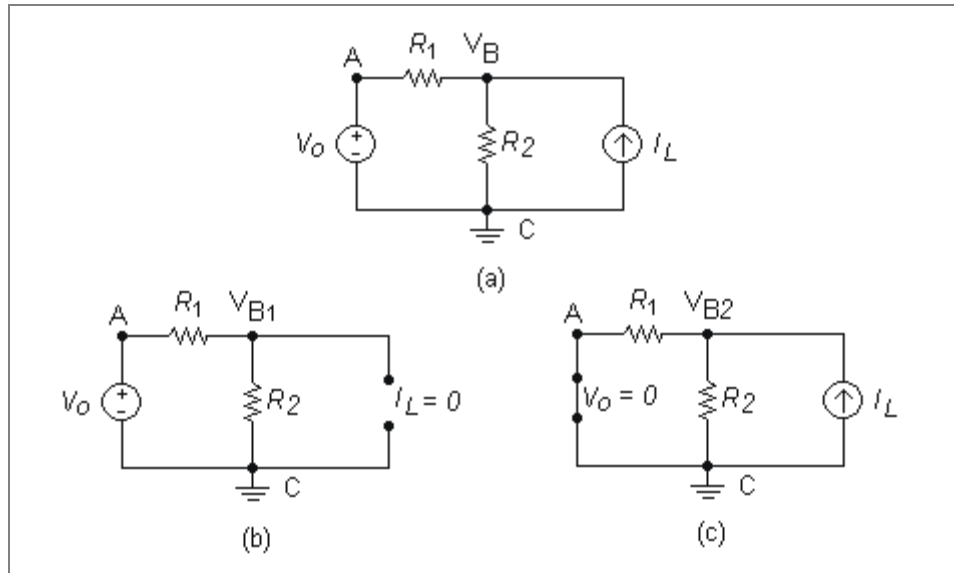 A R1 VB
Vo + - R2 IL
C
(a)
A R1 VB1
Vo + - R2 IL = 0
C
(b)
A R1 VB2
Vo = 0 R2 IL
C
(c)